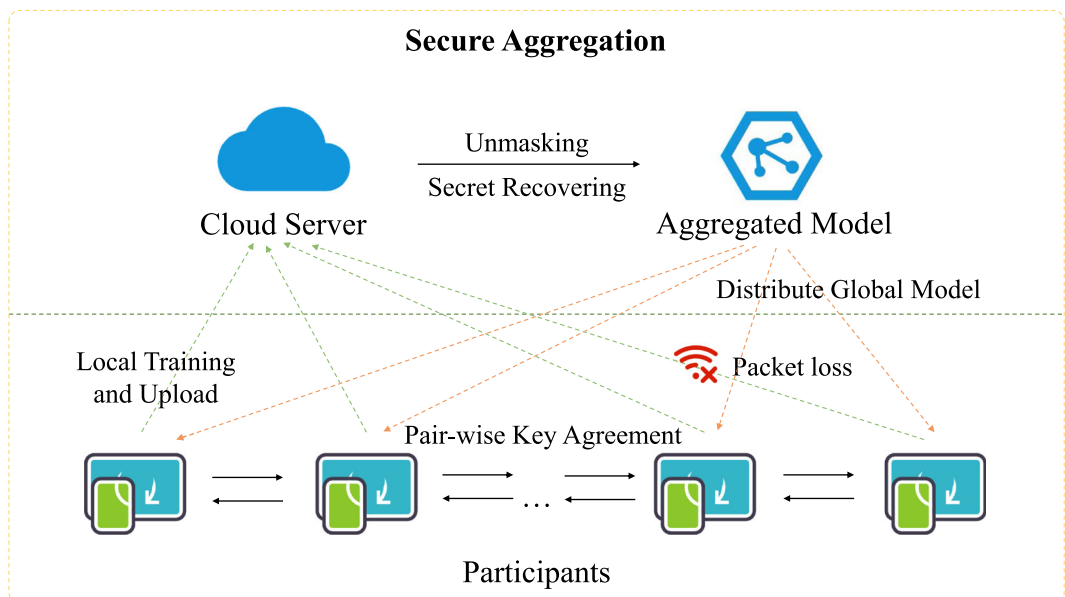 Secure Aggregation
Unmasking
Secret Recovering
Cloud Server
Aggregated Model
Distribute Global Model
Local Training
and Upload
Packet loss
Pair-wise Key Agreement
...
Participants